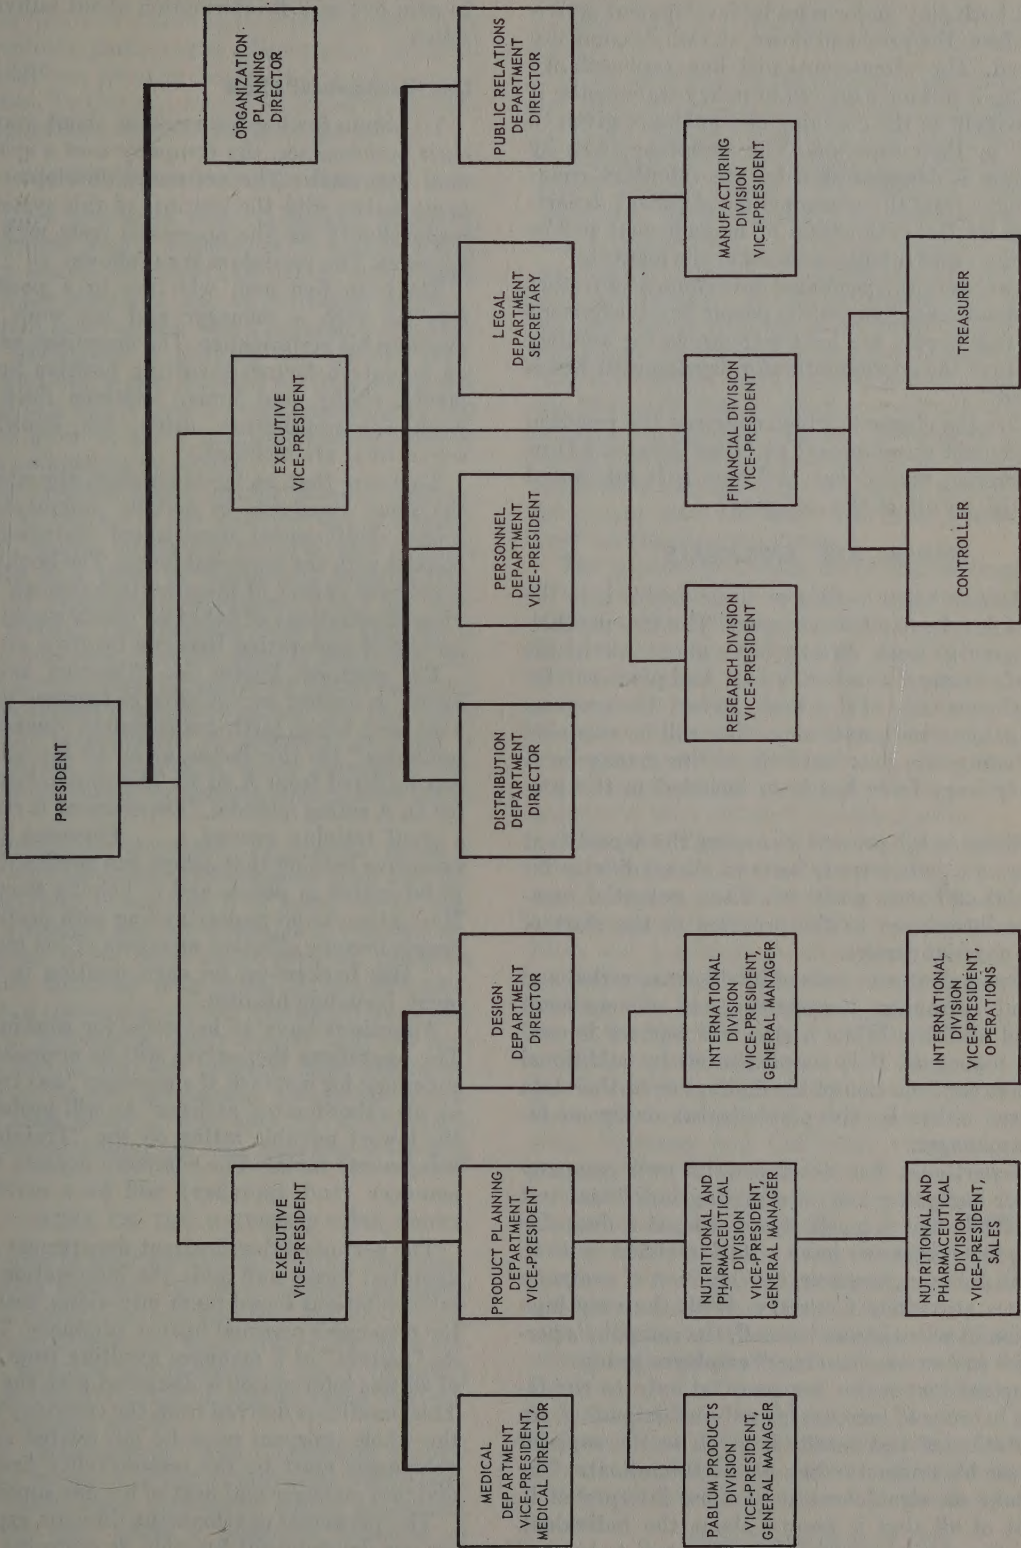 PRESIDENT
ORGANIZATION
PLANNING
DIRECTOR
EXECUTIVE
VICE-PRESIDENT
EXECUTIVE
VICE-PRESIDENT
MEDICAL
DEPARTMENT
VICE-PRESIDENT,
MEDICAL DIRECTOR
PRODUCT PLANNING
DEPARTMENT
VICE-PRESIDENT
DESIGN
DEPARTMENT
DIRECTOR
DISTRIBUTION
DEPARTMENT
DIRECTOR
PERSONNEL
DEPARTMENT
VICE-PRESIDENT
LEGAL
DEPARTMENT
SECRETARY
PUBLIC RELATIONS
DEPARTMENT
DIRECTOR
PABLUM PRODUCTS
DIVISION
VICE-PRESIDENT,
GENERAL MANAGER
NUTRITIONAL AND
PHARMACEUTICAL
DIVISION
VICE-PRESIDENT,
GENERAL MANAGER
INTERNATIONAL
DIVISION
VICE-PRESIDENT,
GENERAL MANAGER
RESEARCH DIVISION
VICE-PRESIDENT
FINANCIAL DIVISION
VICE-PRESIDENT
MANUFACTURING
DIVISION
VICE-PRESIDENT
NUTRITIONAL AND
PHARMACEUTICAL
DIVISION
VICE-PRESIDENT,
SALES
INTERNATIONAL
DIVISION
VICE-PRESIDENT,
OPERATIONS
CONTROLLER
TREASURER